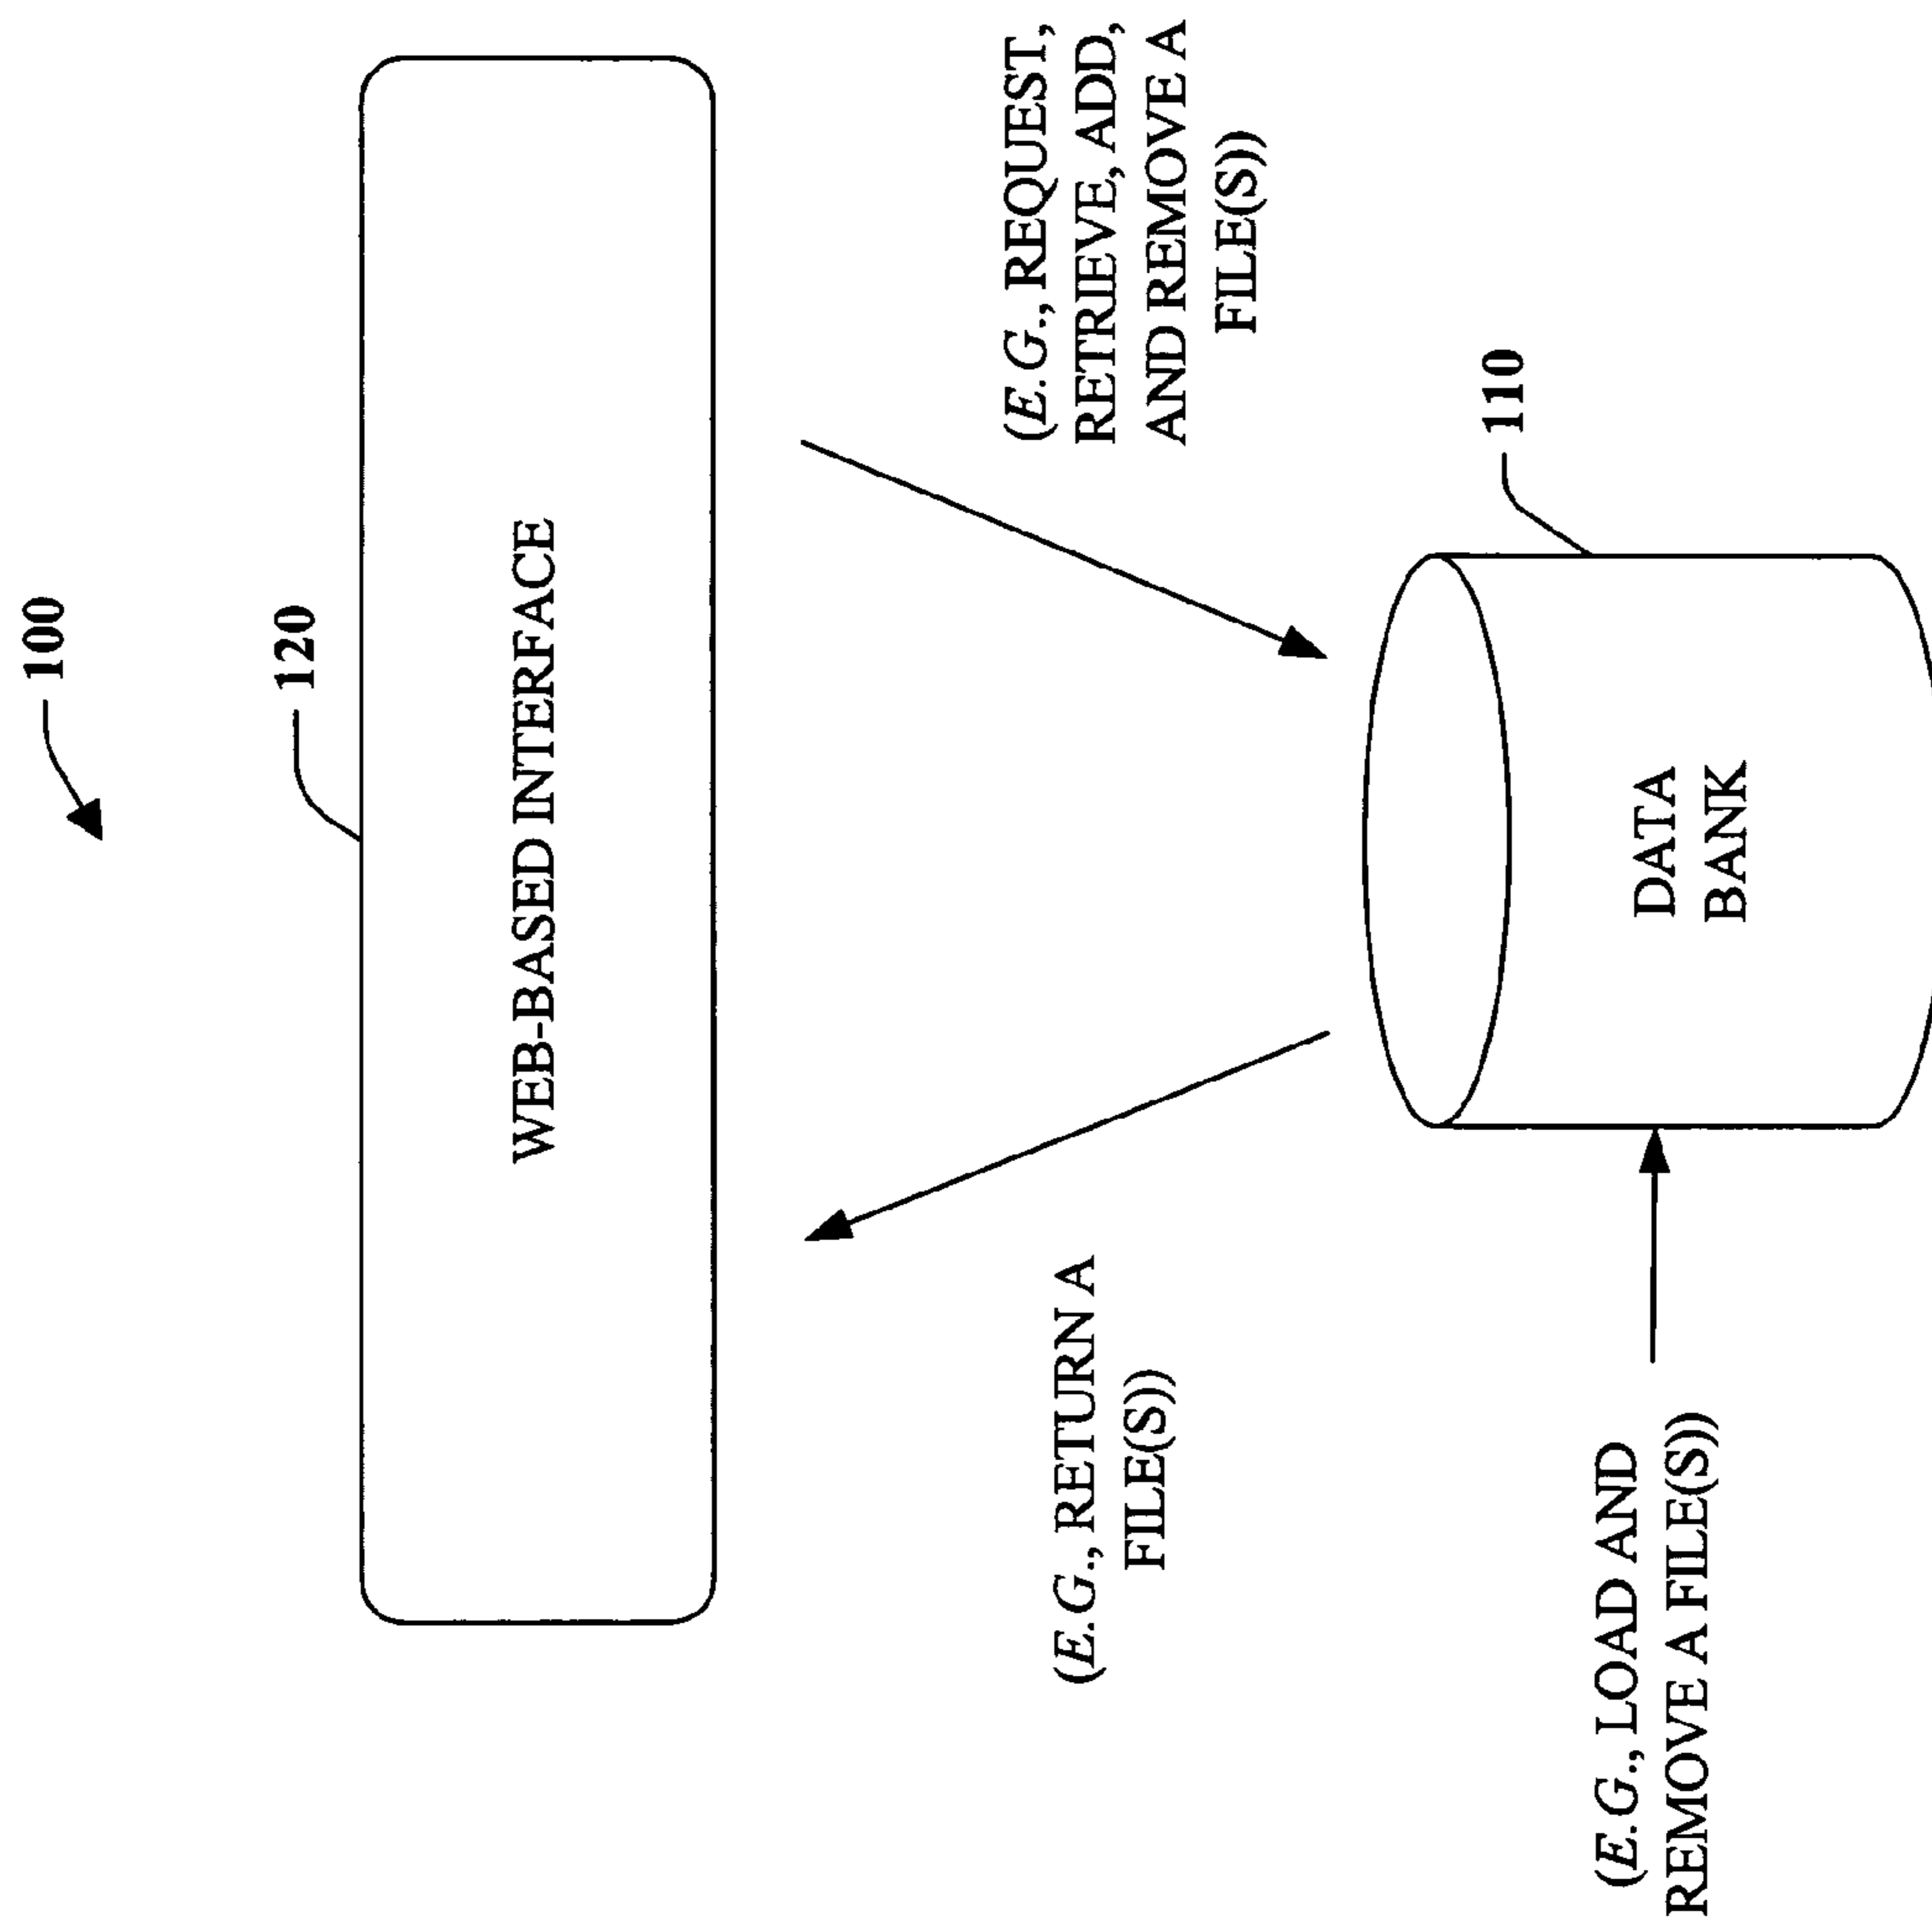 100
120
WEB-BASED INTERFACE
(E.G., REQUEST,
RETRIEVE, ADD,
AND REMOVE A
FILE(S))
(E.G., RETURN A
FILE(S))
110
DATA
BANK
(E.G., LOAD AND
REMOVE A FILE(S))